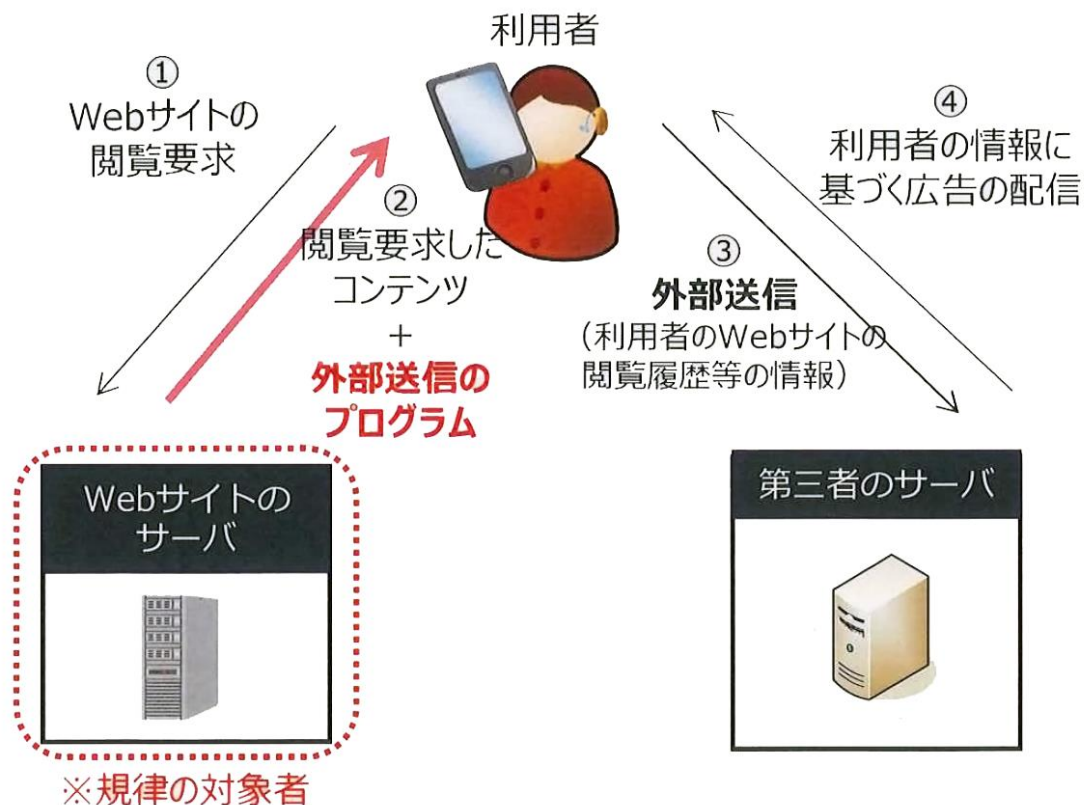 利用者
①
Webサイトの
閲覧要求
②
閲覧要求した
コンテンツ
+
外部送信の
プログラム
③
外部送信
（利用者のWebサイトの
閲覧履歴等の情報）
④
利用者の情報に
基づく広告の配信
Webサイトの
サーバ
第三者のサーバ
※規律の対象者